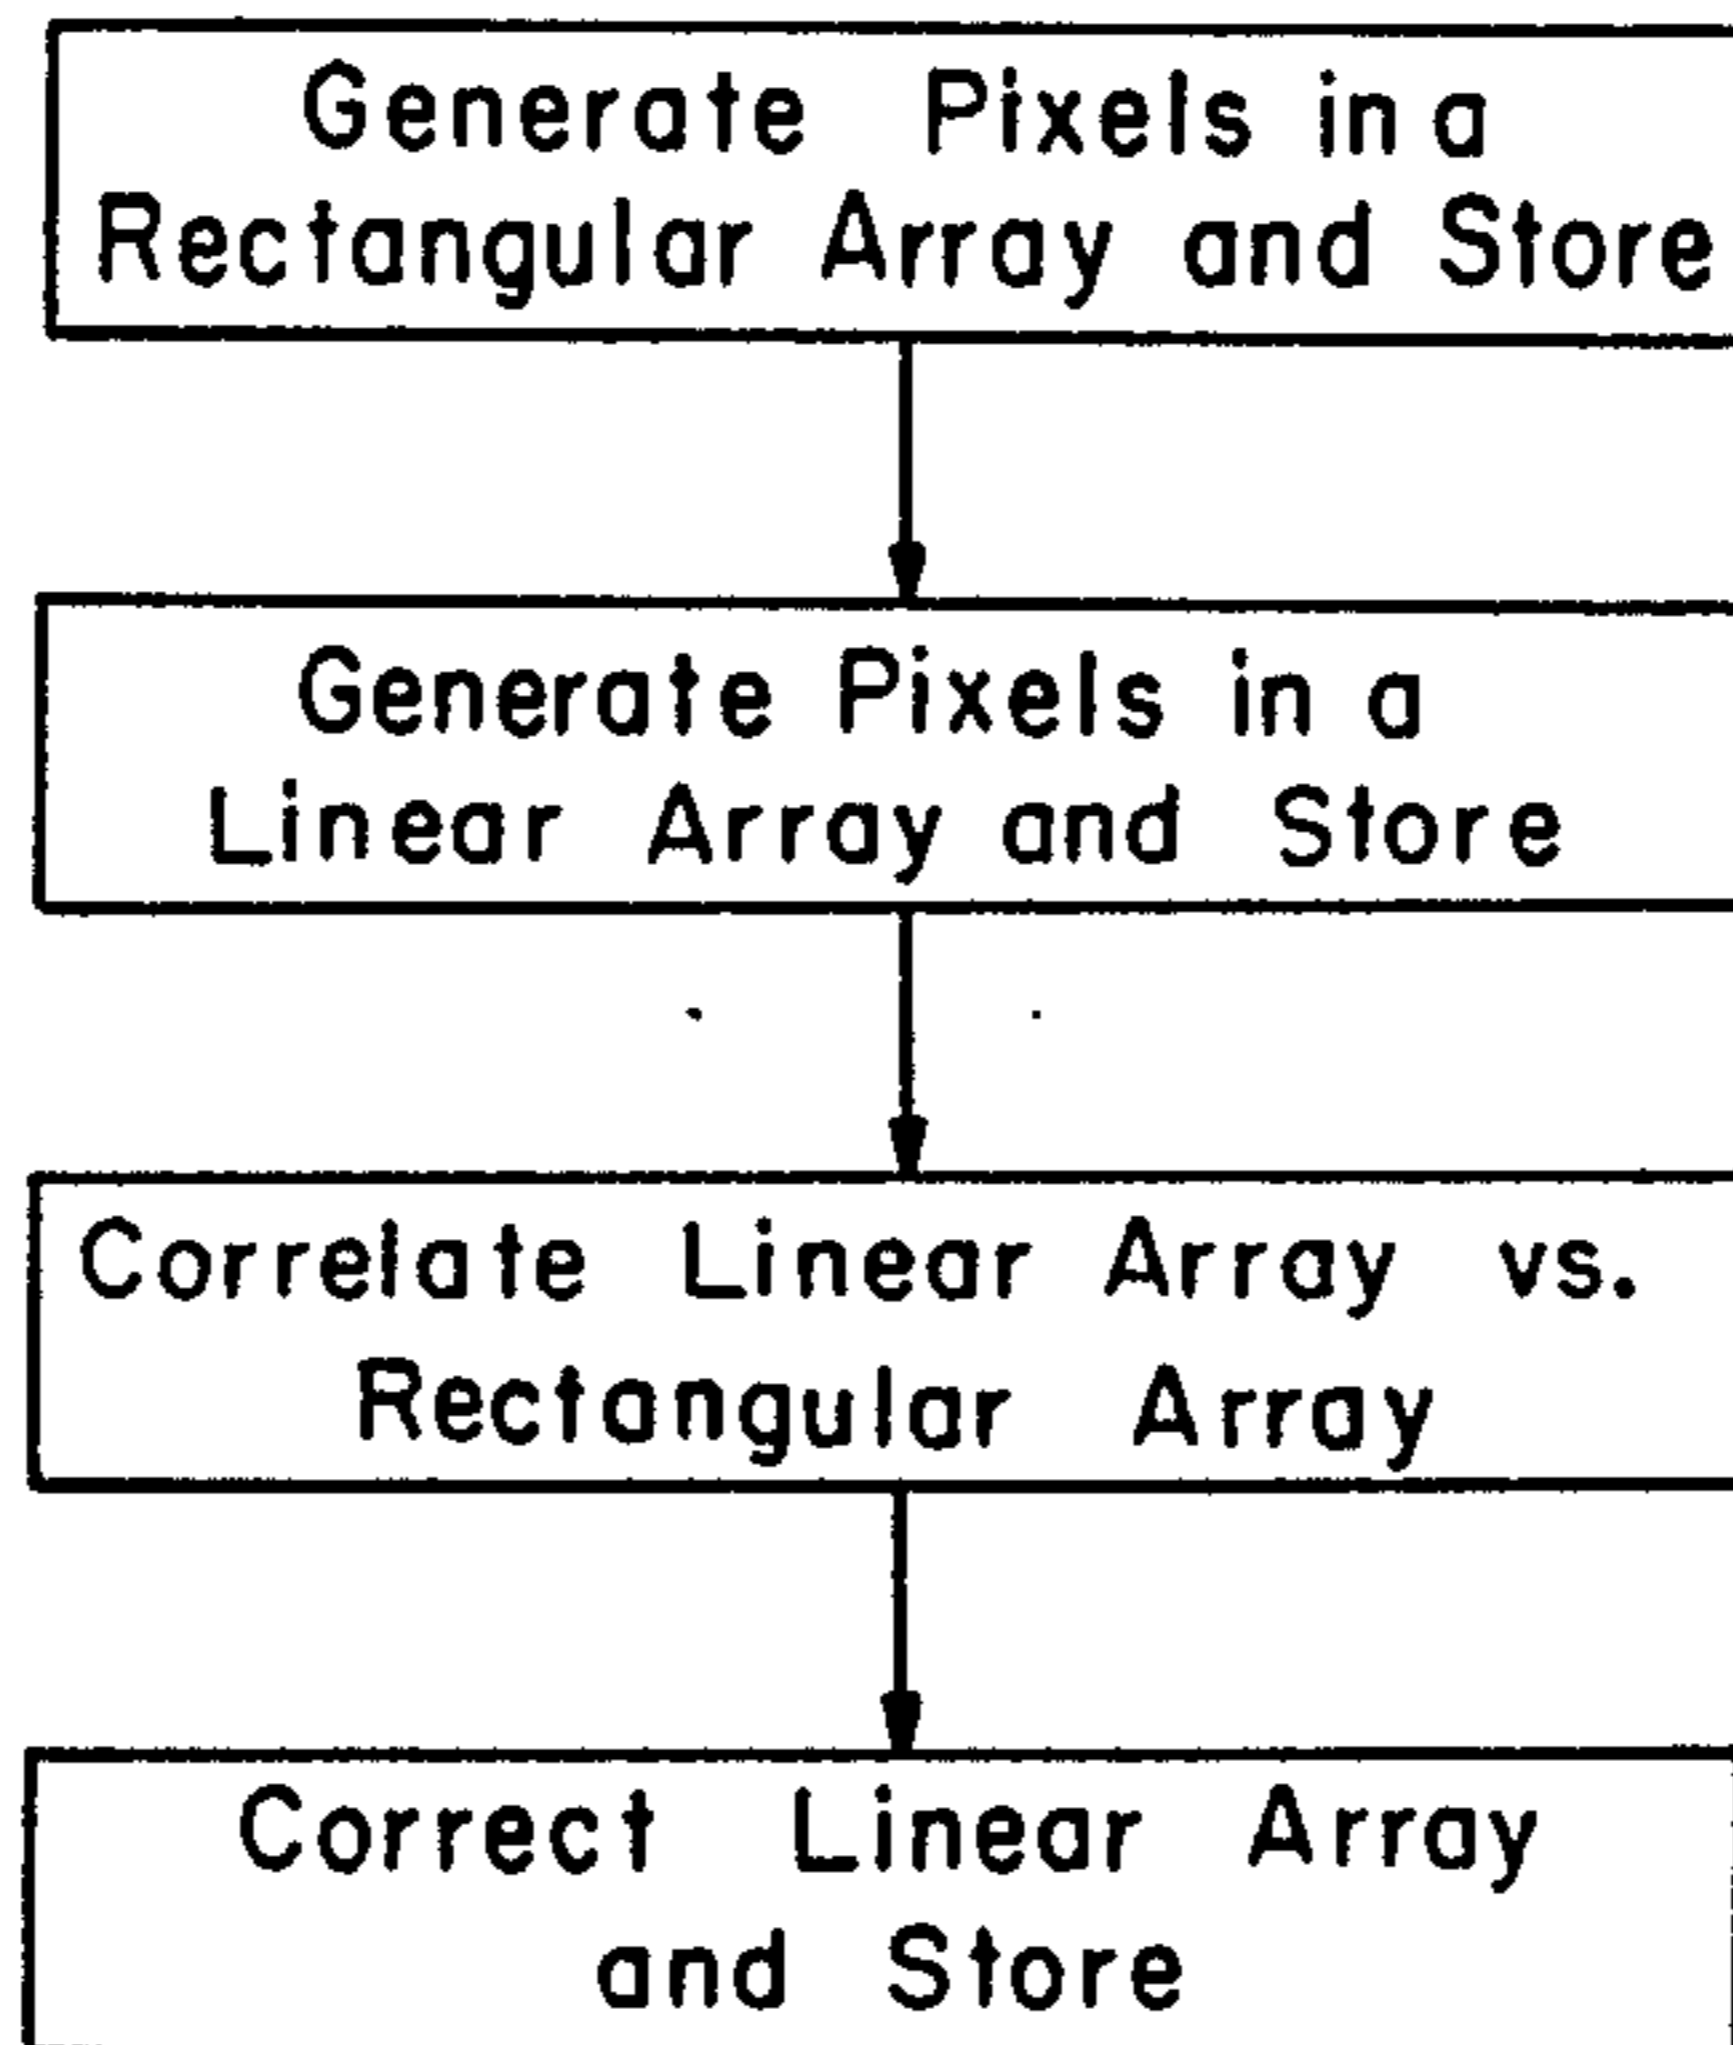 Generate Pixels in a
Rectangular Array and Store
Generate Pixels in a
Linear Array and Store
Correlate Linear Array vs.
Rectangular Array
Correct Linear Array
and Store